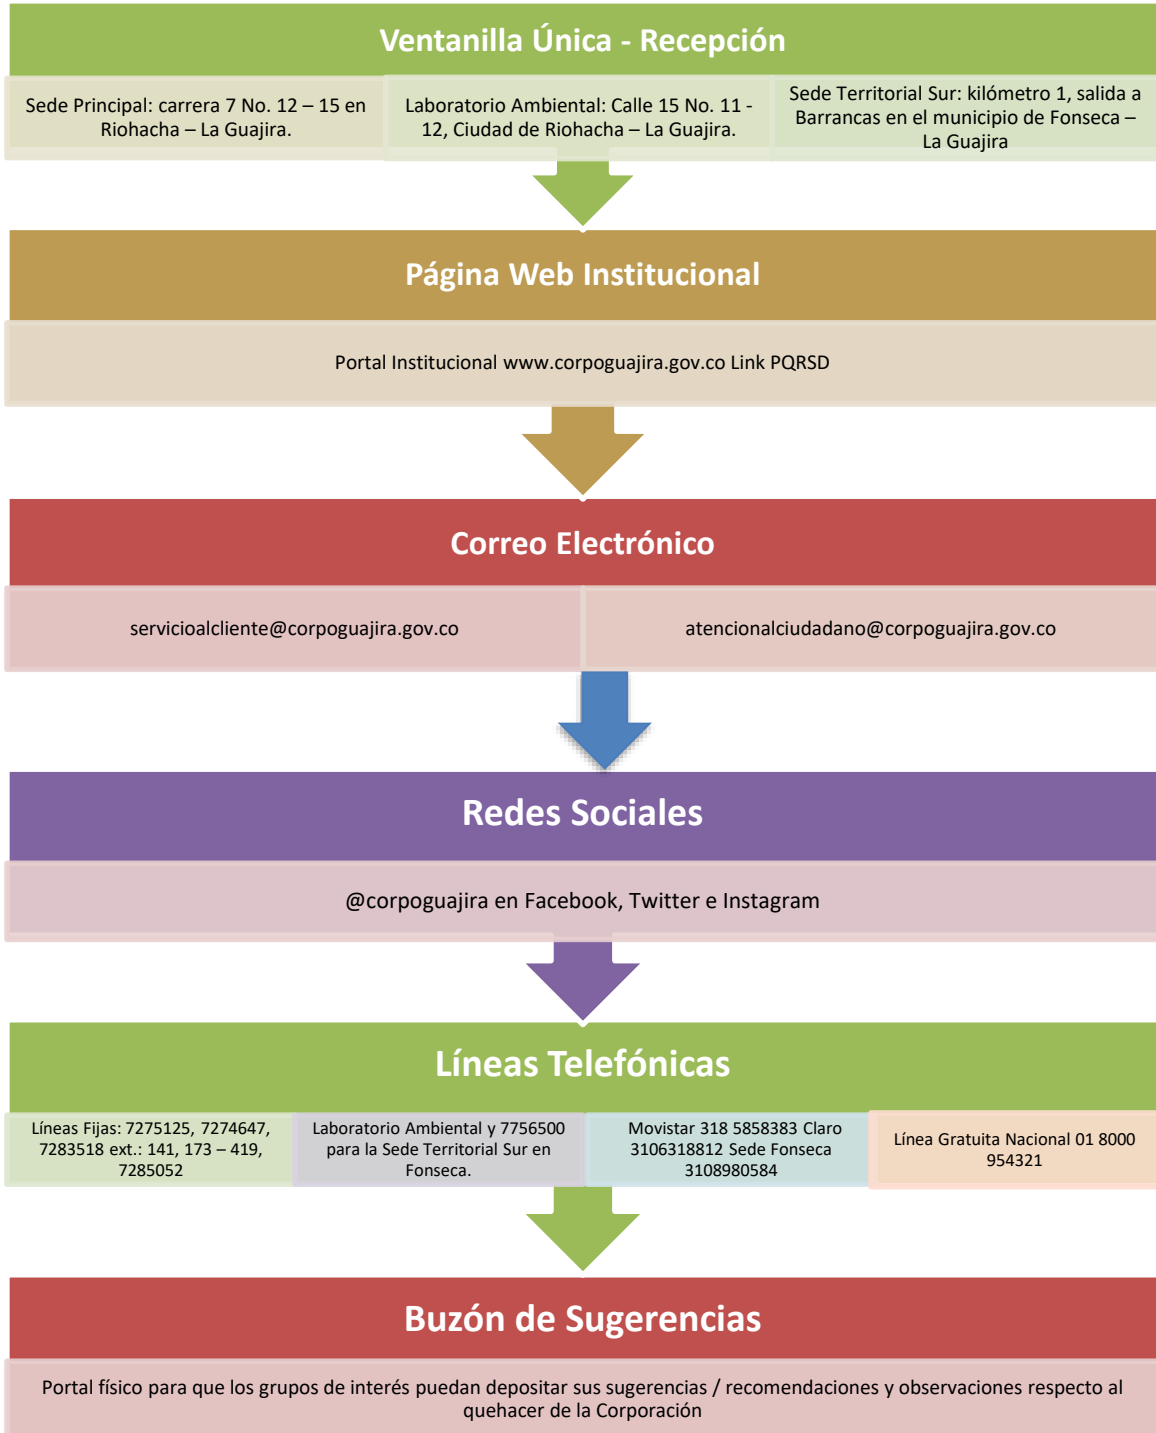 Ventanilla Única - Recepción
Sede Principal: carrera 7 No. 12 – 15 en
Riohacha – La Guajira.
Laboratorio Ambiental: Calle 15 No. 11 -
12, Ciudad de Riohacha – La Guajira.
Sede Territorial Sur: kilómetro 1, salida a
Barrancas en el municipio de Fonseca –
La Guajira
Página Web Institucional
Portal Institucional www.corpoguajira.gov.co Link PQRSD
Correo Electrónico
servicioalcliente@corpoguajira.gov.co
atencionalciudadano@corpoguajira.gov.co
Redes Sociales
@corpoguajira en Facebook, Twitter e Instagram
Líneas Telefónicas
Líneas Fijas: 7275125, 7274647,
7283518 ext.: 141, 173 – 419,
7285052
Laboratorio Ambiental y 7756500
para la Sede Territorial Sur en
Fonseca.
Movistar 318 5858383 Claro
3106318812 Sede Fonseca
3108980584
Línea Gratuita Nacional 01 8000
954321
Buzón de Sugerencias
Portal físico para que los grupos de interés puedan depositar sus sugerencias / recomendaciones y observaciones respecto al
quehacer de la Corporación